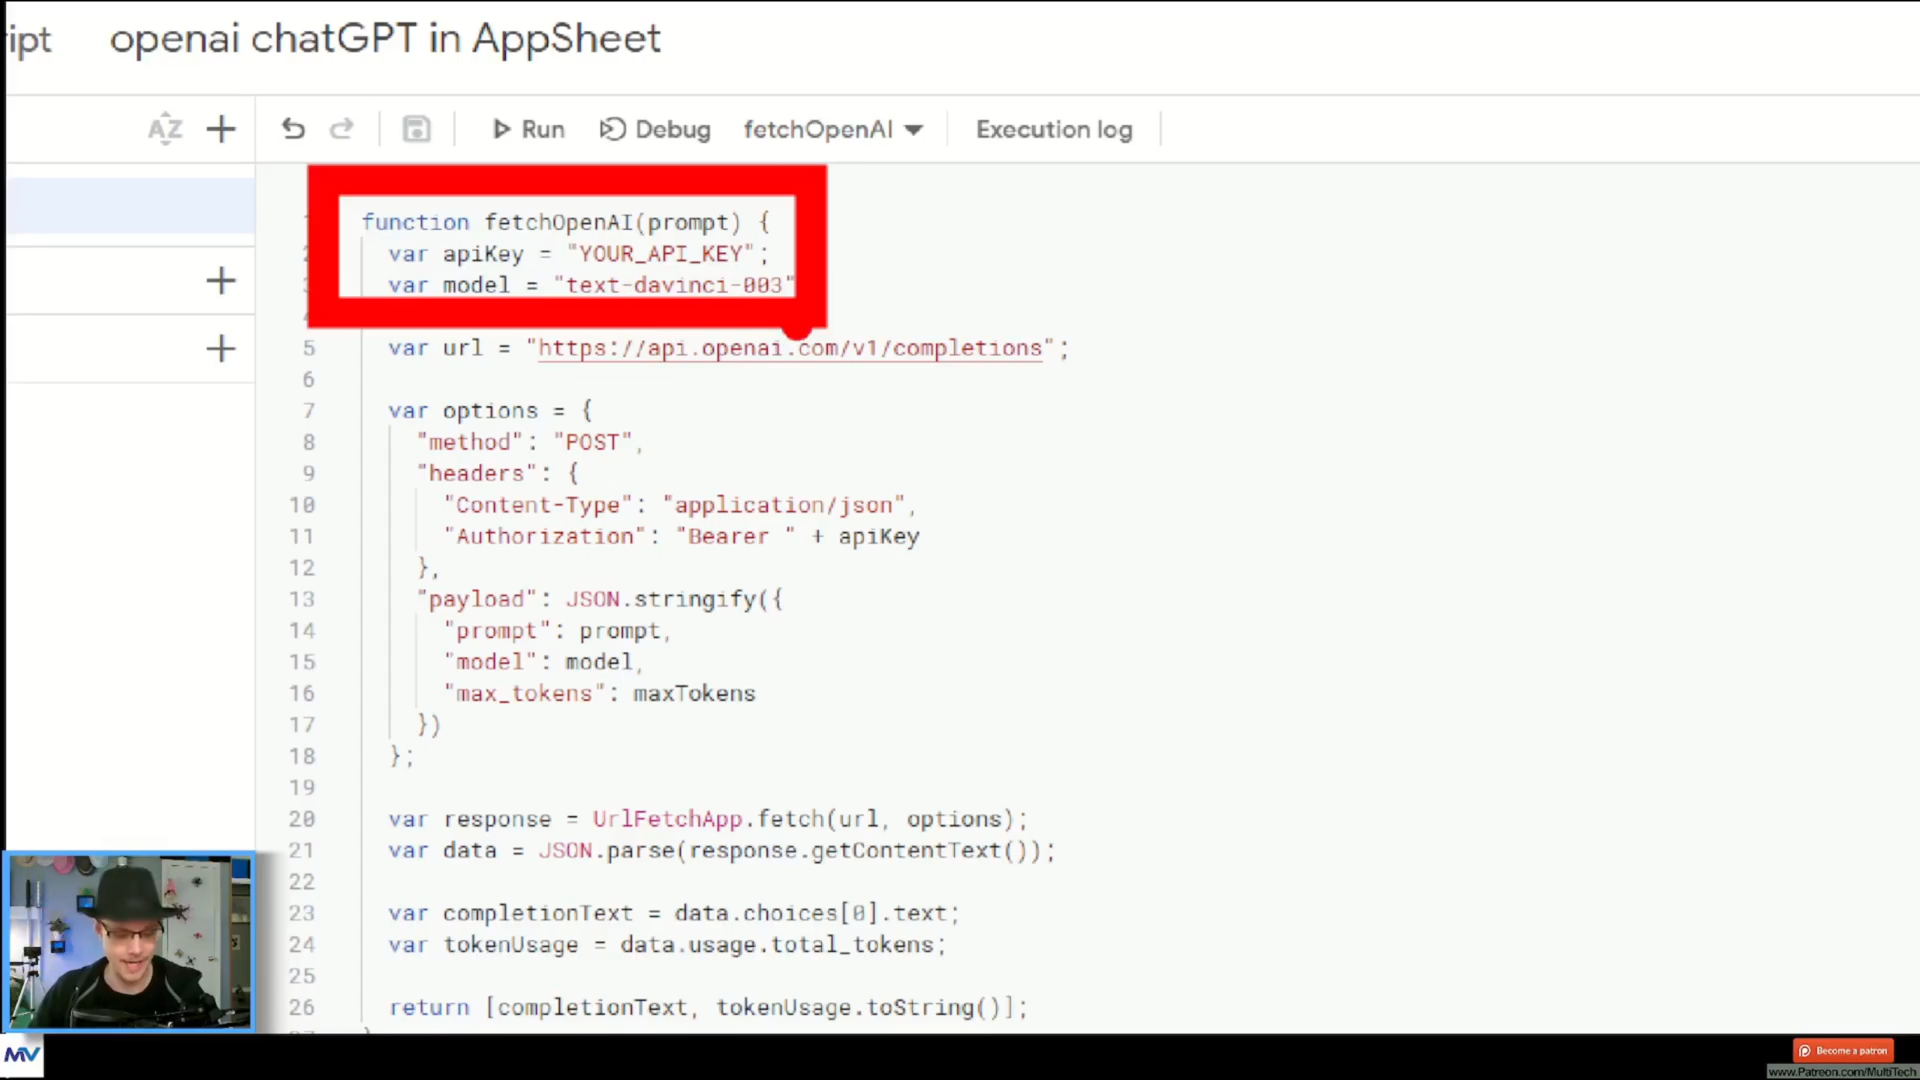 ipt openai chatGPT in AppSheet
AZ Run Debug fetchOpenAI Execution log
function fetchOpenAI(prompt) {
2 var apiKey = "YOUR_API_KEY";
3 var model = "text-davinci-003"
5 var url = "https://api.openai.com/v1/completions";
6
7 var options = {
8 "method": "POST",
9 "headers": {
10 "Content-Type": "application/json",
11 "Authorization": "Bearer " + apiKey
12 },
13 "payload": JSON.stringify({
14 "prompt": prompt,
15 "model": model,
16 "max_tokens": maxTokens
17 })
18 };
19
20 var response = UrlFetchApp.fetch(url, options);
21 var data = JSON.parse(response.getContentText());
22
23 var completionText = data.choices[0].text;
24 var tokenUsage = data.usage.total_tokens;
25
26 return [completionText, tokenUsage.toString()];
MV
Become a patron
www.Patreon.com/MultiTech